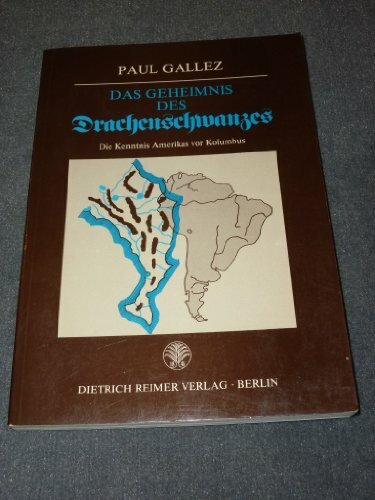 PAUL GALLEZ
DAS GEHEIMNIS
DES
Drachenschwanzes
Die Kenntnis Amerikas vor Kolumbus
DIETRICH REIMER VERLAG · BERLIN